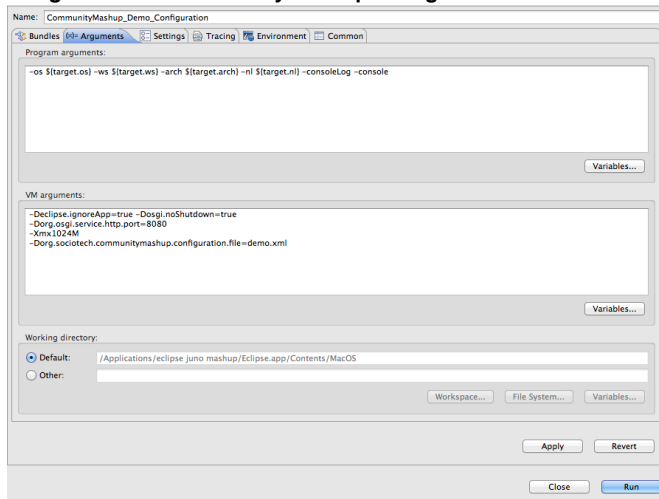 Name: CommunityMashup_Demo_Configuration
Bundles (x)= Arguments Settings Tracing Environment Common
Program arguments:
-os ${target.os} -ws ${target.ws} -arch ${target.arch} -nl ${target.nl} -consoleLog -console
Variables...
VM arguments:
-Declipse.ignoreApp=true -Dosgi.noShutdown=true
-Dorg.osgi.service.http.port=8080
-Xmx1024M
-Dorg.sociotech.communitymashup.configuration.file=demo.xml
Variables...
Working directory:
Default: /Applications/eclipse juno mashup/Eclipse.app/Contents/MacOS
Other:
Workspace... File System... Variables...
Apply Revert
Close Run